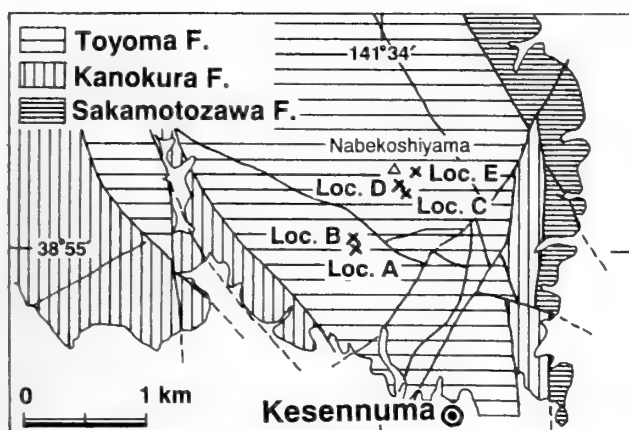 Toyoma F.
Kanokura F.
Sakamotozawa F.
141°34′
Nabekoshiyama
Loc. E
Loc. D
Loc. C
Loc. B
38°55′
Loc. A
0 1 km
Kesennuma